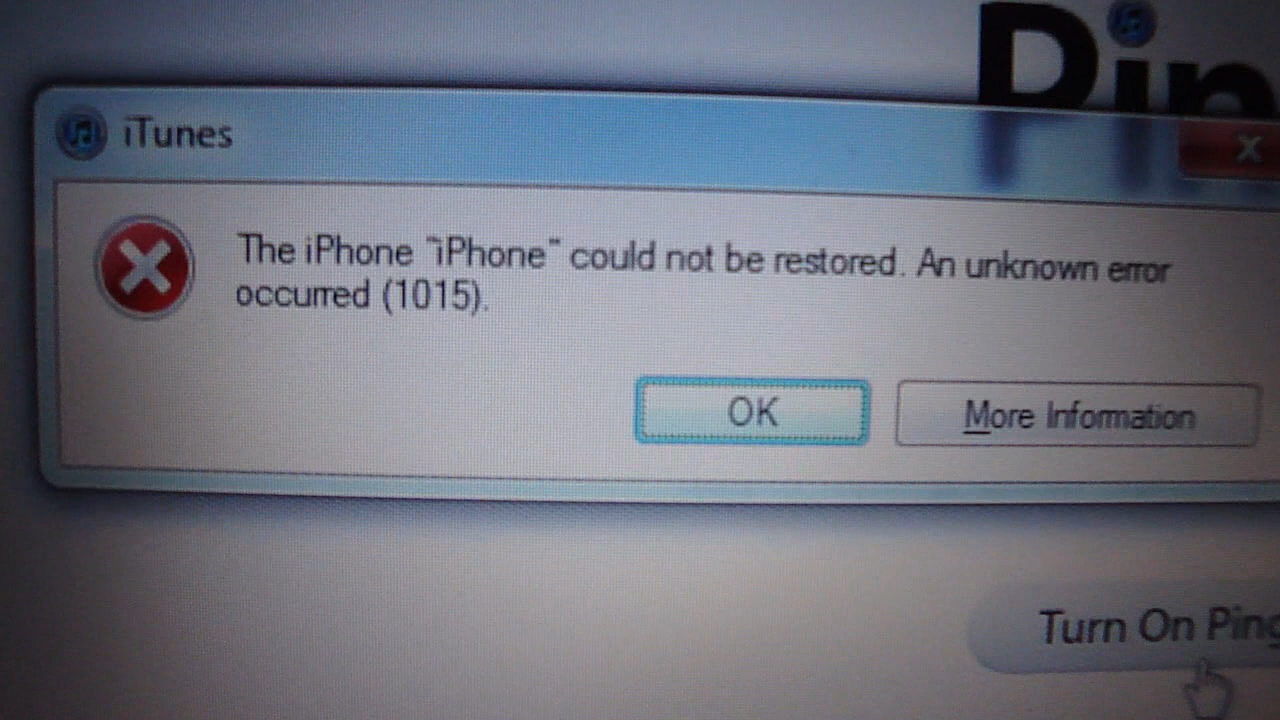 Pin
iTunes
The iPhone "iPhone" could not be restored. An unknown error
occurred (1015).
OK
More Information
Turn On Ping